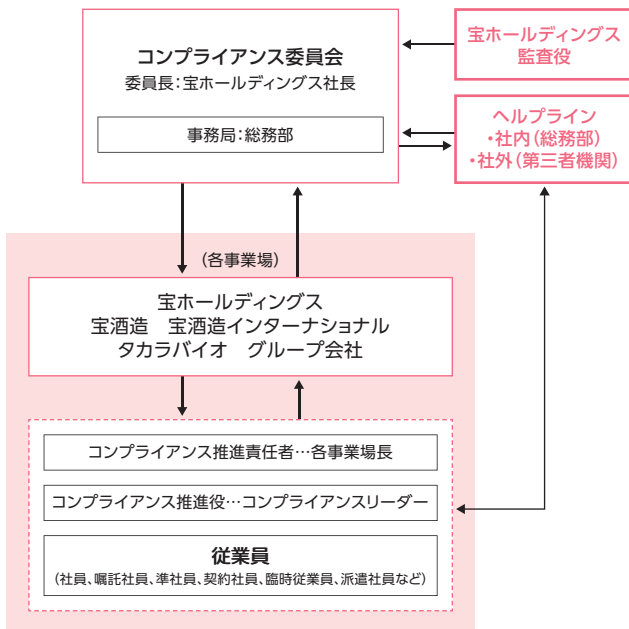 コンプライアンス委員会
委員長：宝ホールディングス社長
事務局：総務部
宝ホールディングス
監査役
ヘルプライン
・社内（総務部）
・社外（第三者機関）
（各事業場）
宝ホールディングス
宝酒造　宝酒造インターナショナル
タカラバイオ　グループ会社
コンプライアンス推進責任者…各事業場長
コンプライアンス推進役…コンプライアンスリーダー
従業員
（社員、嘱託社員、準社員、契約社員、臨時従業員、派遣社員など）